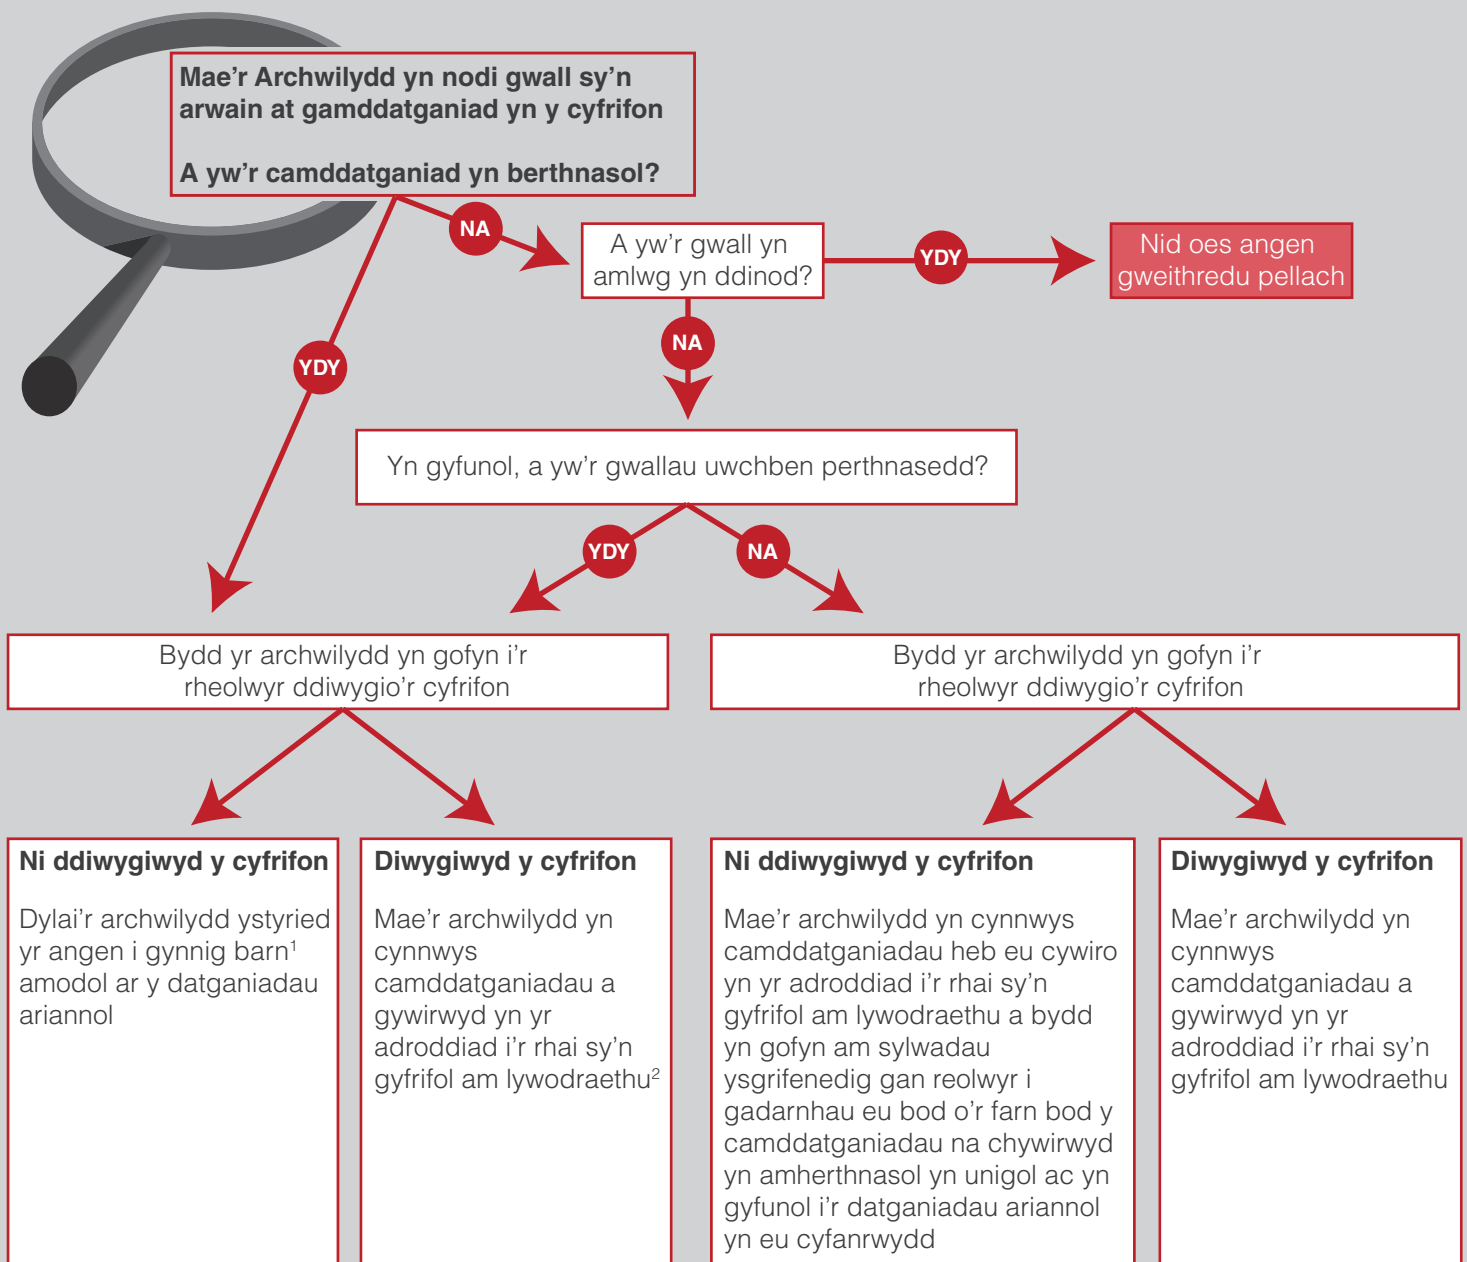 Mae'r Archwilydd yn nodi gwall sy'n
arwain at gamddatganiad yn y cyfrifon
A yw'r camddatganiad yn berthnasol?
NA
A yw'r gwall yn
amlwg yn ddinod?
YDY
Nid oes angen
gweithredu pellach
NA
YDY
Yn gyfunol, a yw'r gwallau uwchben perthnasedd?
YDY
NA
Bydd yr archwilydd yn gofyn i'r
rheolwyr ddiwygio'r cyfrifon
Bydd yr archwilydd yn gofyn i'r
rheolwyr ddiwygio'r cyfrifon
Ni ddiwygiwyd y cyfrifon
Dylai'r archwilydd ystyried
yr angen i gynnig barn¹
amodol ar y datganiadau
ariannol
Diwygiwyd y cyfrifon
Mae'r archwilydd yn
cynnwys
camddatganiadau a
gywirwyd yn yr
adroddiad i'r rhai sy'n
gyfrifol am lywodraethu²
Ni ddiwygiwyd y cyfrifon
Mae'r archwilydd yn cynnwys
camddatganiadau heb eu cywiro
yn yr adroddiad i'r rhai sy'n
gyfrifol am lywodraethu a bydd
yn gofyn am sylwadau
ysgrifenedig gan reolwyr i
gadarnhau eu bod o'r farn bod y
camddatganiadau na chywirwyd
yn amherthnasol yn unigol ac yn
gyfunol i'r datganiadau ariannol
yn eu cyfanrwydd
Diwygiwyd y cyfrifon
Mae'r archwilydd yn
cynnwys
camddatganiadau a
gywirwyd yn yr
adroddiad i'r rhai sy'n
gyfrifol am lywodraethu